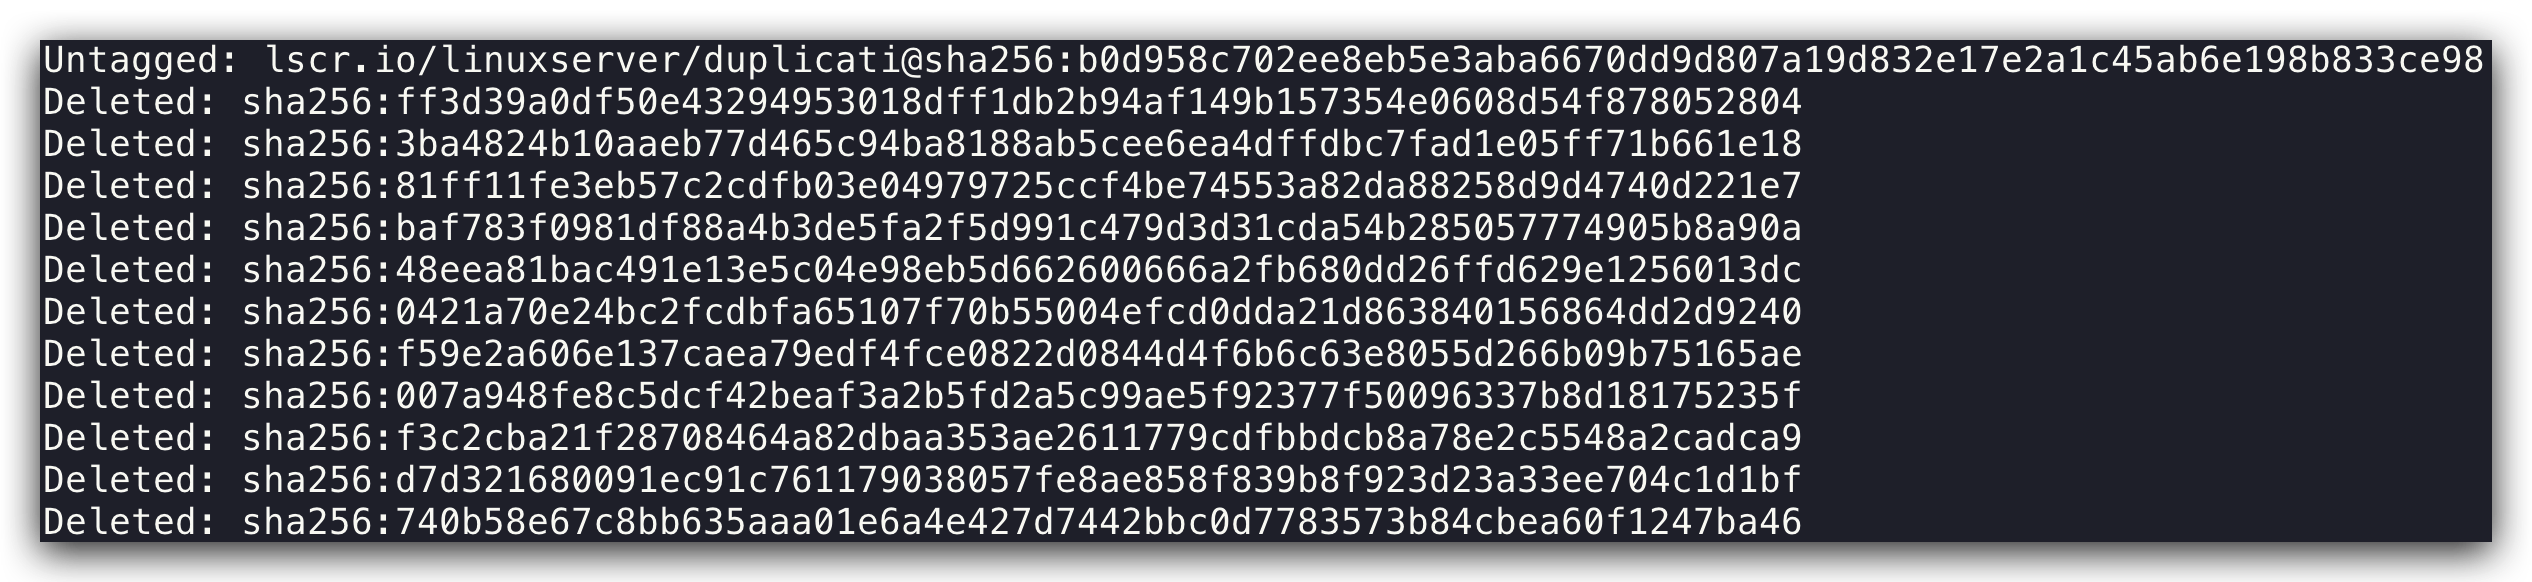 Untagged: lscr.io/linuxserver/duplicati@sha256:b0d958c702ee8eb5e3aba6670dd9d807a19d832e17e2a1c45ab6e198b833ce98
Deleted: sha256:ff3d39a0df50e43294953018dff1db2b94af149b157354e0608d54f878052804
Deleted: sha256:3ba4824b10aaeb77d465c94ba8188ab5cee6ea4dffdbc7fad1e05ff71b661e18
Deleted: sha256:81ff11fe3eb57c2cdfb03e04979725ccf4be74553a82da88258d9d4740d221e7
Deleted: sha256:baf783f0981df88a4b3de5fa2f5d991c479d3d31cda54b285057774905b8a90a
Deleted: sha256:48eea81bac491e13e5c04e98eb5d662600666a2fb680dd26ffd629e1256013dc
Deleted: sha256:0421a70e24bc2fcdbfa65107f70b55004efcd0dda21d863840156864dd2d9240
Deleted: sha256:f59e2a606e137caea79edf4fce0822d0844d4f6b6c63e8055d266b09b75165ae
Deleted: sha256:007a948fe8c5dcf42beaf3a2b5fd2a5c99ae5f92377f50096337b8d18175235f
Deleted: sha256:f3c2cba21f28708464a82dbaa353ae2611779cdfbbdcb8a78e2c5548a2cadca9
Deleted: sha256:d7d321680091ec91c761179038057fe8ae858f839b8f923d23a33ee704c1d1bf
Deleted: sha256:740b58e67c8bb635aaa01e6a4e427d7442bbc0d7783573b84cbea60f1247ba46